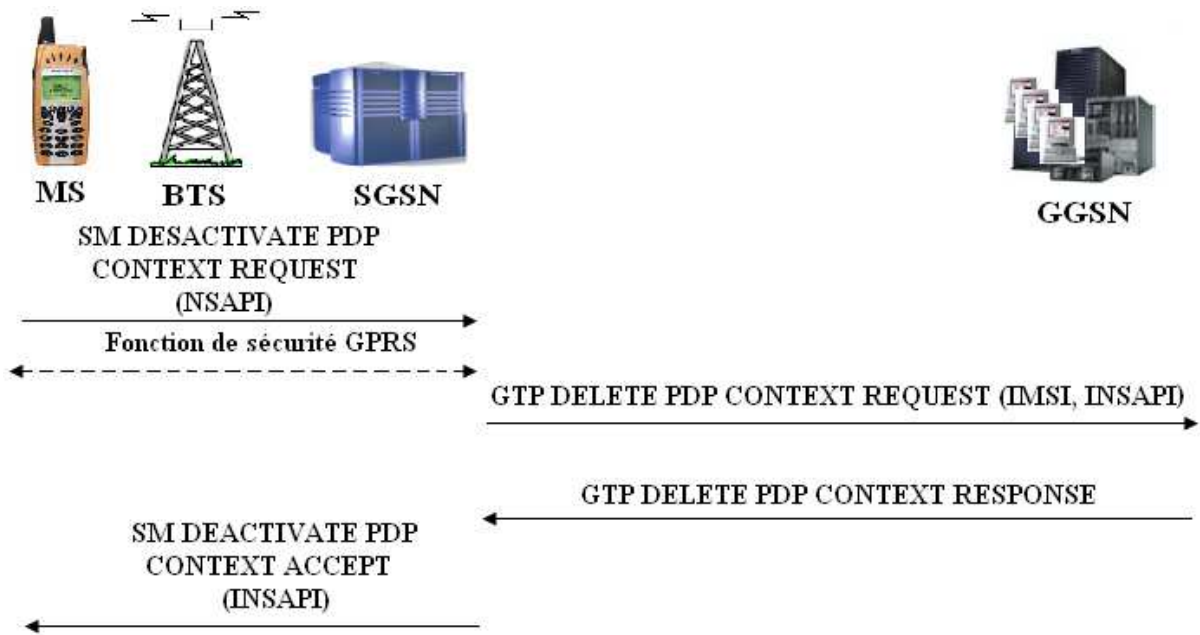 MS
BTS
SGSN
GGSN
SM DESACTIVATE PDP
CONTEXT REQUEST
(NSAPI)
Fonction de sécurité GPRS
GTP DELETE PDP CONTEXT REQUEST (IMSI, INSAPI)
GTP DELETE PDP CONTEXT RESPONSE
SM DEACTIVATE PDP
CONTEXT ACCEPT
(INSAPI)